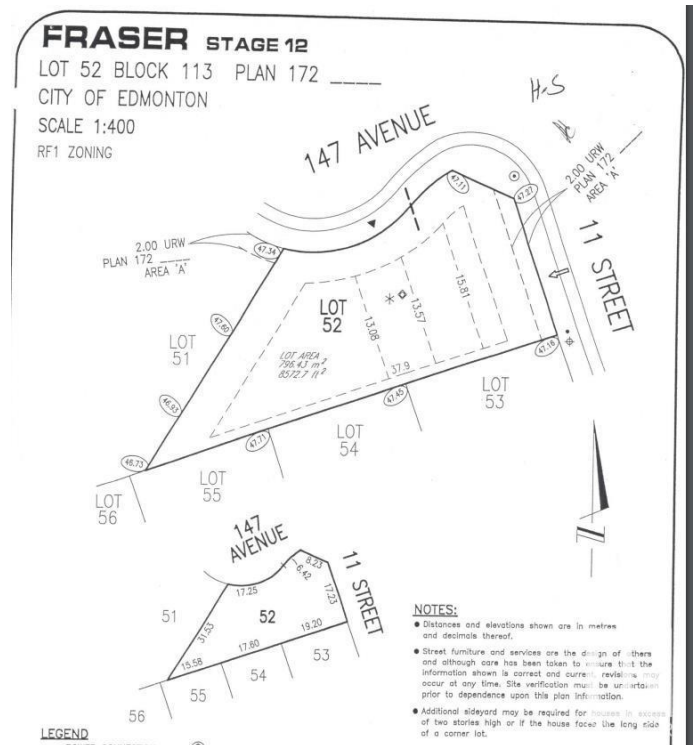 FRASER STAGE 12
LOT 52 BLOCK 113 PLAN 172 ____
CITY OF EDMONTON
SCALE 1:400
RF1 ZONING
H.S
147 AVENUE
2.00 URW
PLAN 172 ____
AREA 'A'
47.11
47.27
11 STREET
2.00 URW
PLAN 172 ____
AREA 'A'
47.34
47.60
LOT
51
LOT
52
13.08
13.57
15.81
LOT AREA
796.43 m²
8572.7 ft²
37.9
47.16
46.93
47.45
LOT
53
47.71
LOT
54
46.73
LOT
55
LOT
56
147
AVENUE
11 STREET
8.23
6.42
17.25
17.23
51
52
31.53
19.20
17.60
15.58
53
54
55
56
NOTES:
● Distances and elevations shown are in metres
and decimals thereof.
● Street furniture and services are the design of others
and although care has been taken to ensure that the
information shown is correct and current, revisions may
occur at any time. Site verification must be undertaken
prior to dependence upon this plan information.
● Additional sideyard may be required for houses in excess
of two stories high or if the house faces the long side
of a corner lot.
LEGEND